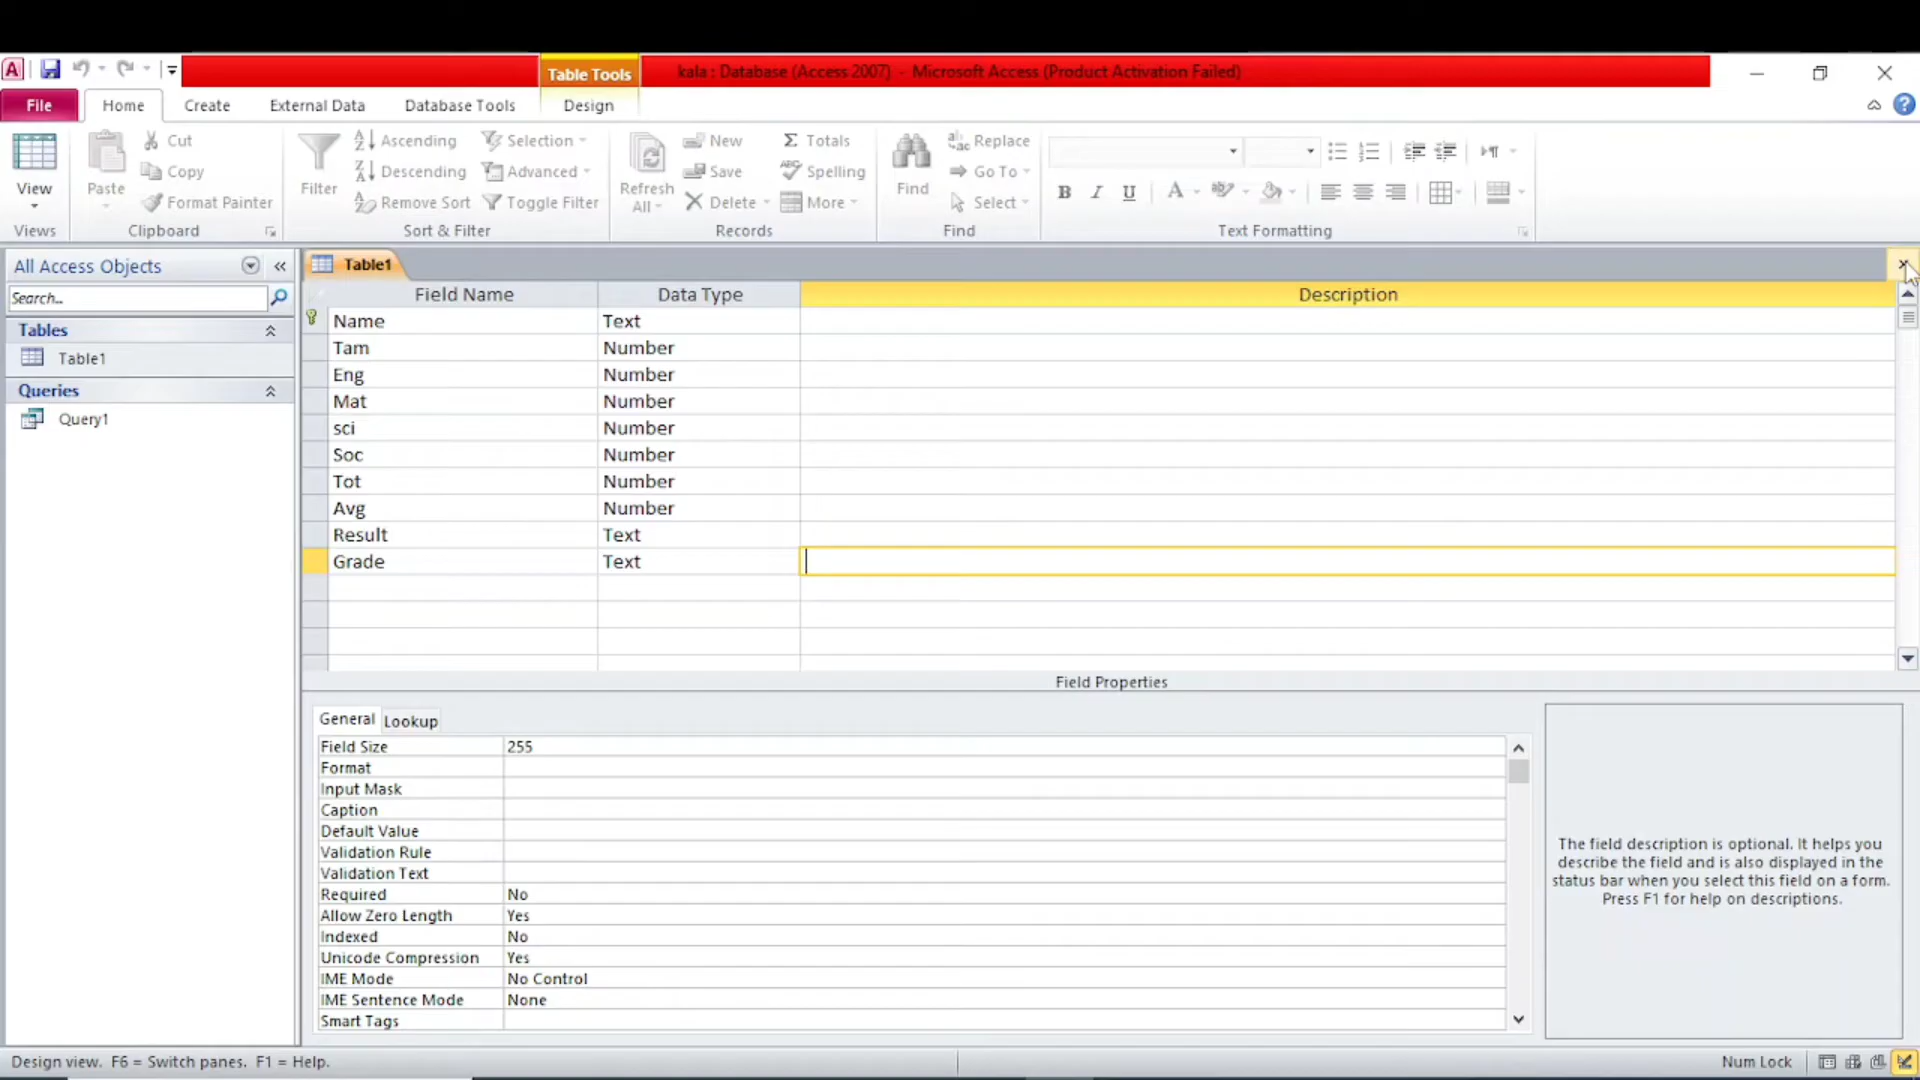 Table Tools
kala : Database (Access 2007) - Microsoft Access (Product Activation Failed)
File Home Create External Data Database Tools Design
View
Views
Paste
Cut
Copy
Format Painter
Clipboard
Filter
Ascending
Descending
Remove Sort
Selection
Advanced
Toggle Filter
Sort & Filter
Refresh
All
New
Save
Delete
Totals
Spelling
More
Records
Find
Replace
Go To
Select
Find
B I U A
Text Formatting
All Access Objects
Search...
Tables
Table1
Queries
Query1
Table1
Field Name Data Type Description
Name Text
Tam Number
Eng Number
Mat Number
sci Number
Soc Number
Tot Number
Avg Number
Result Text
Grade Text
Field Properties
General Lookup
Field Size 255
Format
Input Mask
Caption
Default Value
Validation Rule
Validation Text
Required No
Allow Zero Length Yes
Indexed No
Unicode Compression Yes
IME Mode No Control
IME Sentence Mode None
Smart Tags
The field description is optional. It helps you
describe the field and is also displayed in the
status bar when you select this field on a form.
Press F1 for help on descriptions.
Design view. F6 = Switch panes. F1 = Help.
Num Lock